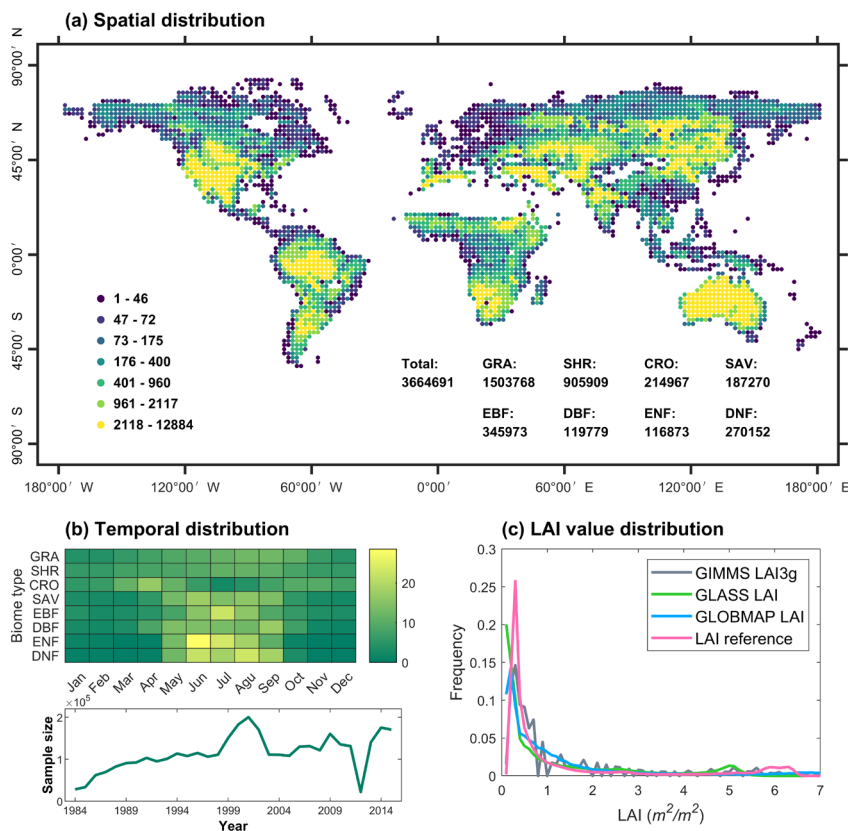 (a) Spatial distribution
90°00′ N
45°00′ N
0°00′
45°00′ S
90°00′ S
1 - 46
47 - 72
73 - 175
176 - 400
401 - 960
961 - 2117
2118 - 12884
Total: GRA: SHR: CRO: SAV:
3664691 1503768 905909 214967 187270
EBF: DBF: ENF: DNF:
345973 119779 116873 270152
180°00′ W 120°00′ W 60°00′ W 0°00′ 60°00′ E 120°00′ E 180°00′ E
(b) Temporal distribution
Biome type
GRA
SHR
CRO
SAV
EBF
DBF
ENF
DNF
Jan Feb Mar Apr May Jun Jul Agu Sep Oct Nov Dec
20
10
0
×10⁵
Sample size
2
1
0
1984 1989 1994 1999 2004 2009 2014
Year
(c) LAI value distribution
GIMMS LAI3g
GLASS LAI
GLOBMAP LAI
LAI reference
Frequency
0.3
0.25
0.2
0.15
0.1
0.05
0
0 1 2 3 4 5 6 7
LAI (m²/m²)